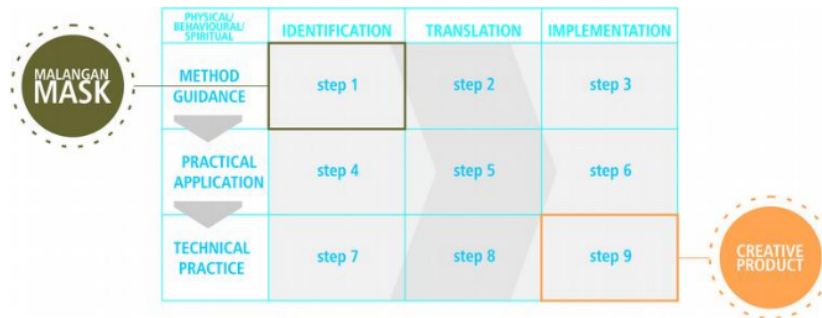 PHYSICAL/
BEHAVIOURAL/
SPIRITUAL
IDENTIFICATION
TRANSLATION
IMPLEMENTATION
MALANGAN
MASK
METHOD
GUIDANCE
step 1
step 2
step 3
PRACTICAL
APPLICATION
step 4
step 5
step 6
TECHNICAL
PRACTICE
step 7
step 8
step 9
CREATIVE
PRODUCT